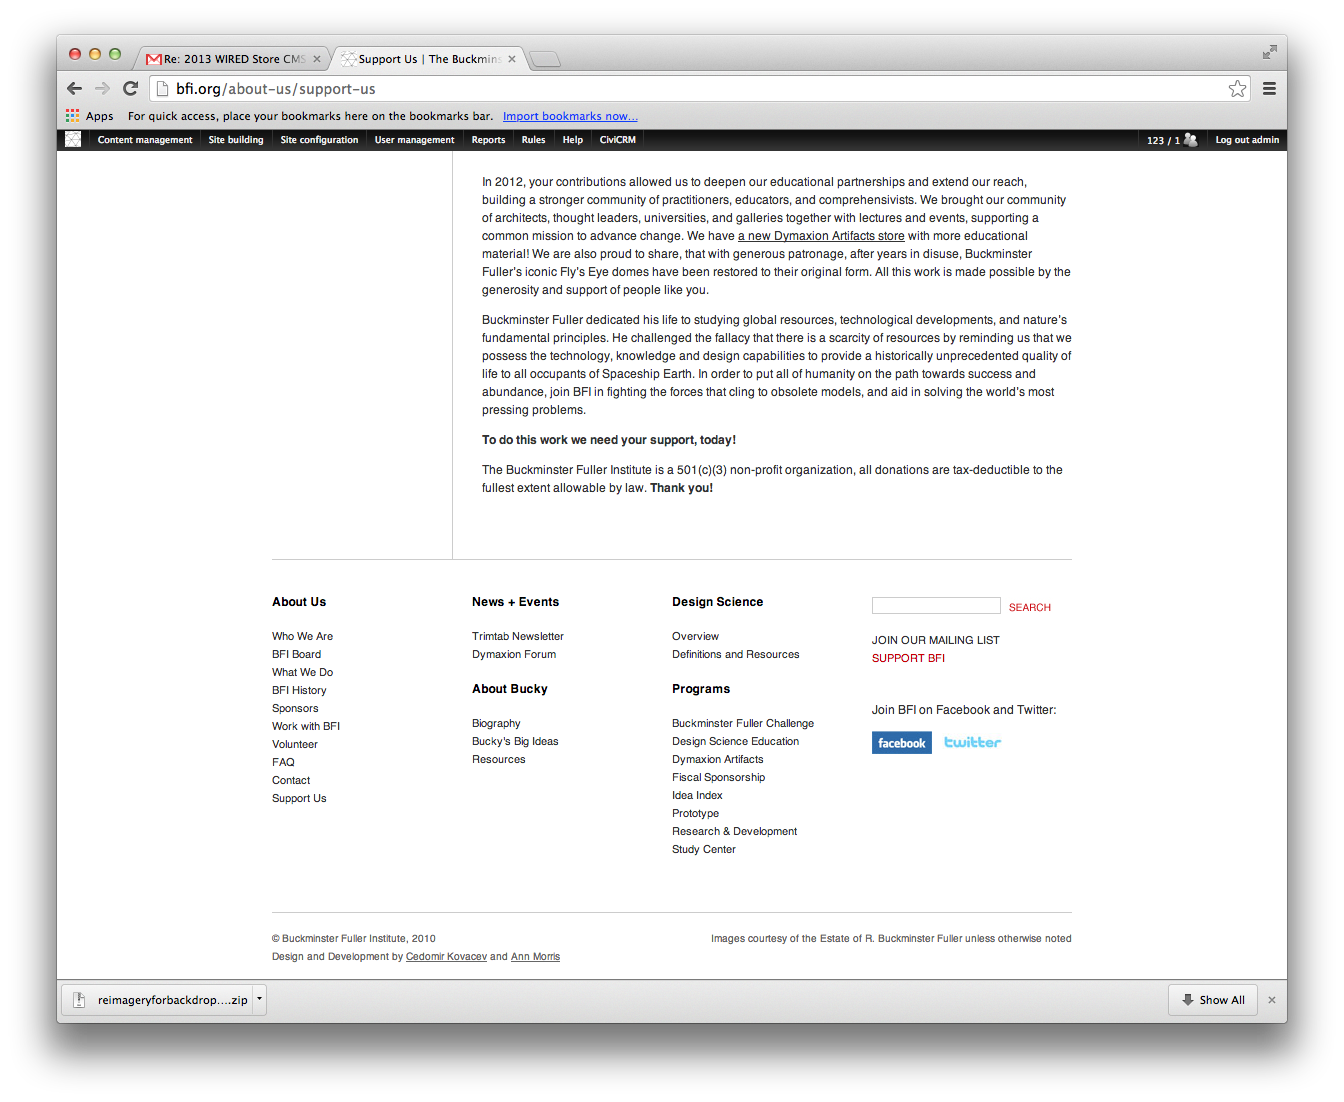 Re: 2013 WIRED Store CMS
Support Us | The Buckmins
bfi.org/about-us/support-us
Apps For quick access, place your bookmarks here on the bookmarks bar. Import bookmarks now...
Content management Site building Site configuration User management Reports Rules Help CiviCRM 123 / 1 Log out admin
In 2012, your contributions allowed us to deepen our educational partnerships and extend our reach,
building a stronger community of practitioners, educators, and comprehensivists. We brought our community
of architects, thought leaders, universities, and galleries together with lectures and events, supporting a
common mission to advance change. We have a new Dymaxion Artifacts store with more educational
material! We are also proud to share, that with generous patronage, after years in disuse, Buckminster
Fuller's iconic Fly's Eye domes have been restored to their original form. All this work is made possible by the
generosity and support of people like you.
Buckminster Fuller dedicated his life to studying global resources, technological developments, and nature's
fundamental principles. He challenged the fallacy that there is a scarcity of resources by reminding us that we
possess the technology, knowledge and design capabilities to provide a historically unprecedented quality of
life to all occupants of Spaceship Earth. In order to put all of humanity on the path towards success and
abundance, join BFI in fighting the forces that cling to obsolete models, and aid in solving the world's most
pressing problems.
To do this work we need your support, today!
The Buckminster Fuller Institute is a 501(c)(3) non-profit organization, all donations are tax-deductible to the
fullest extent allowable by law. Thank you!
About Us
Who We Are
BFI Board
What We Do
BFI History
Sponsors
Work with BFI
Volunteer
FAQ
Contact
Support Us
News + Events
Trimtab Newsletter
Dymaxion Forum
About Bucky
Biography
Bucky's Big Ideas
Resources
Design Science
Overview
Definitions and Resources
Programs
Buckminster Fuller Challenge
Design Science Education
Dymaxion Artifacts
Fiscal Sponsorship
Idea Index
Prototype
Research & Development
Study Center
SEARCH
JOIN OUR MAILING LIST
SUPPORT BFI
Join BFI on Facebook and Twitter:
facebook twitter
© Buckminster Fuller Institute, 2010
Design and Development by Cedomir Kovacev and Ann Morris
Images courtesy of the Estate of R. Buckminster Fuller unless otherwise noted
reimageryforbackdrop....zip
Show All